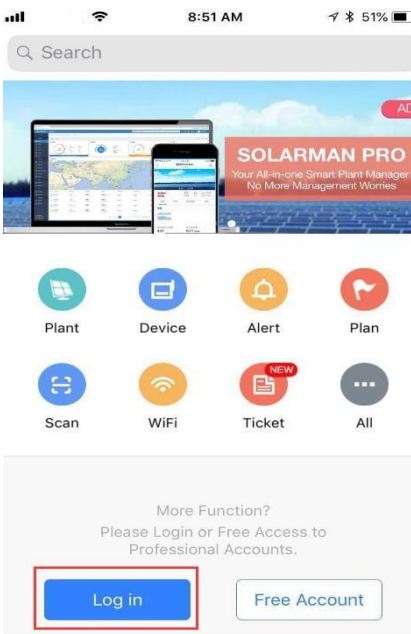 8:51 AM
51%
Search
AD
SOLARMAN PRO
Your All-in-one Smart Plant Manager
No More Management Worries
Plant
Device
Alert
Plan
NEW
Scan
WiFi
Ticket
All
More Function?
Please Login or Free Access to
Professional Accounts.
Log in
Free Account